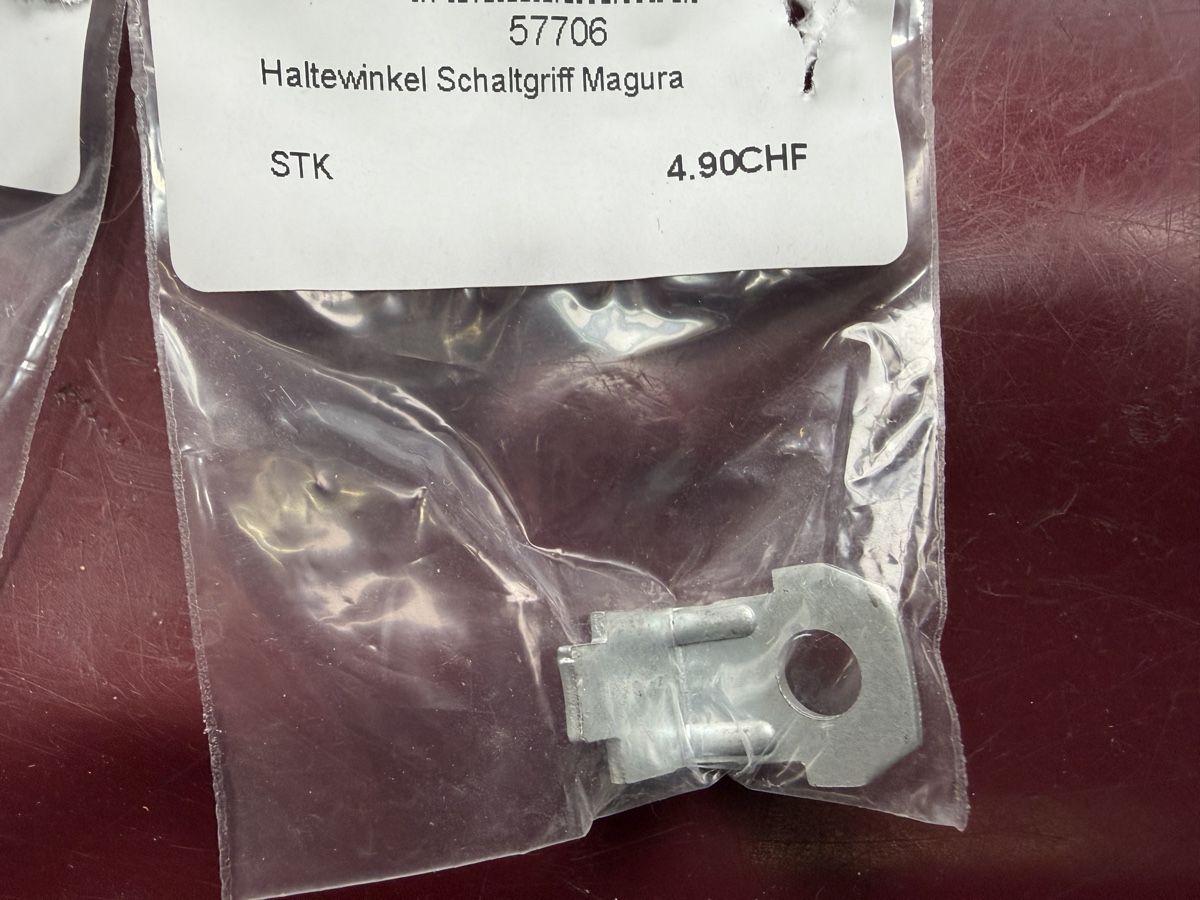 57706
Haltewinkel Schaltgriff Magura
STK
4.90CHF